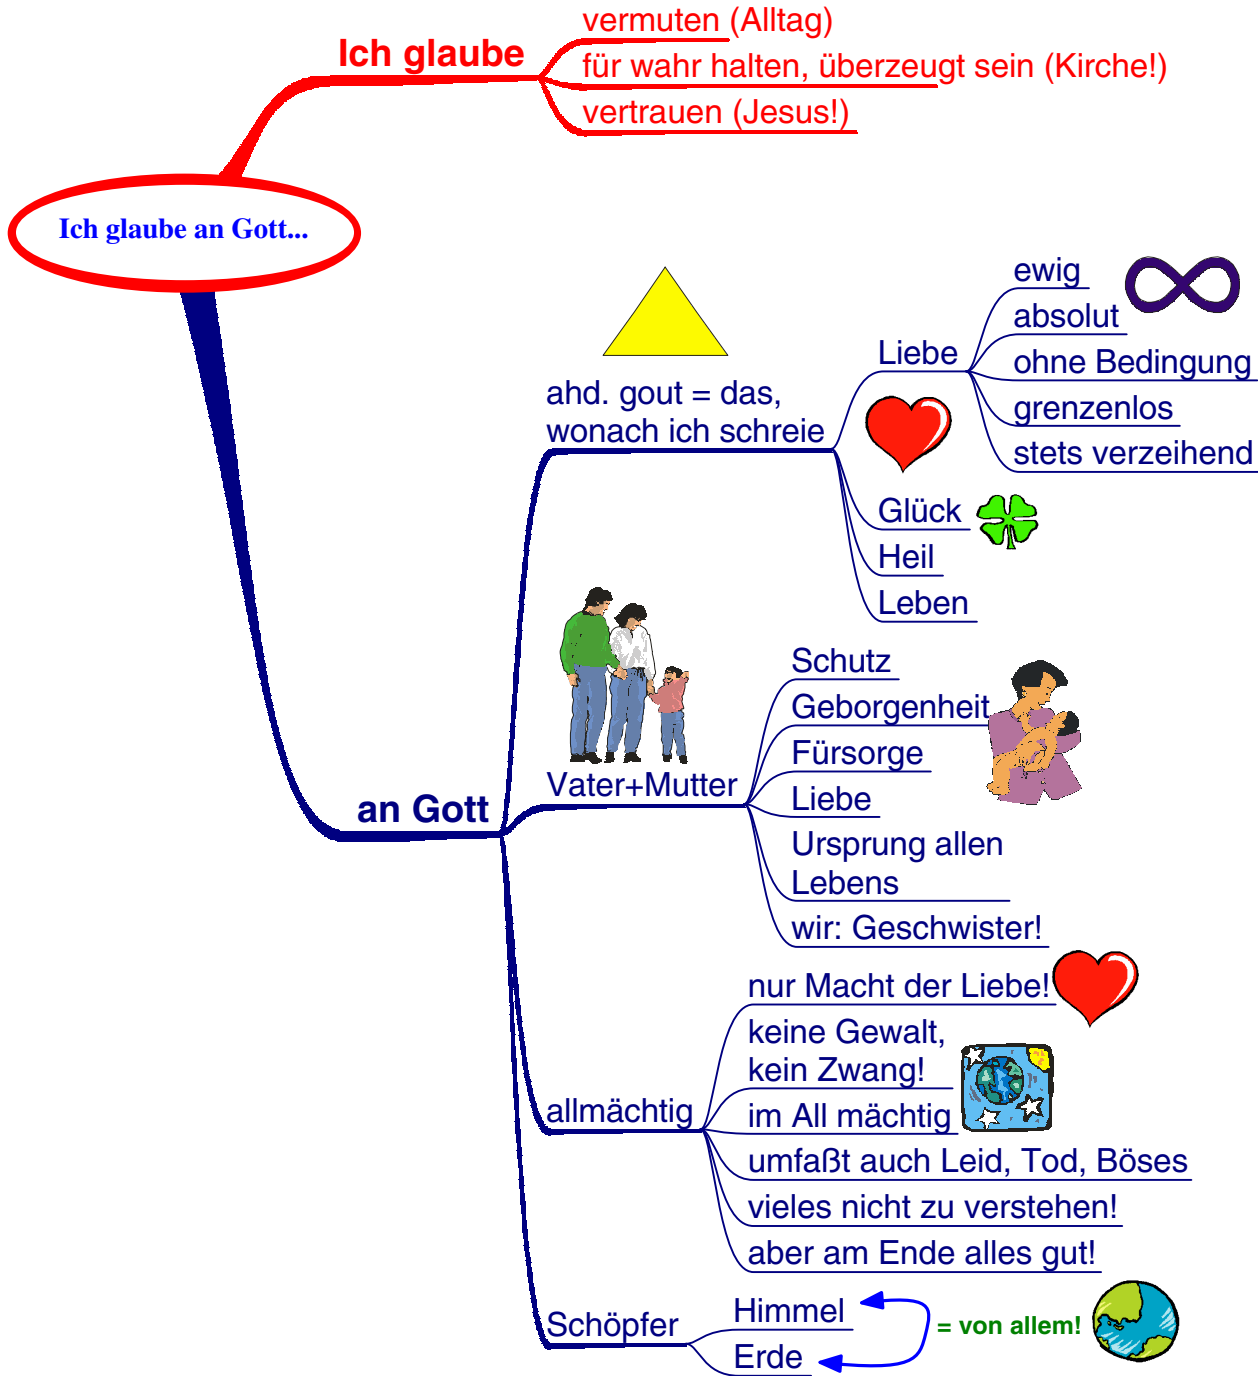 Ich glaube an Gott...
Ich glaube
vermuten (Alltag)
für wahr halten, überzeugt sein (Kirche!)
vertrauen (Jesus!)
an Gott
ahd. gout = das,
wonach ich schreie
Liebe
ewig
absolut
ohne Bedingung
grenzenlos
stets verzeihend
Glück
Heil
Leben
Vater+Mutter
Schutz
Geborgenheit
Fürsorge
Liebe
Ursprung allen
Lebens
wir: Geschwister!
allmächtig
nur Macht der Liebe!
keine Gewalt,
kein Zwang!
im All mächtig
umfaßt auch Leid, Tod, Böses
vieles nicht zu verstehen!
aber am Ende alles gut!
Schöpfer
Himmel
Erde
= von allem!